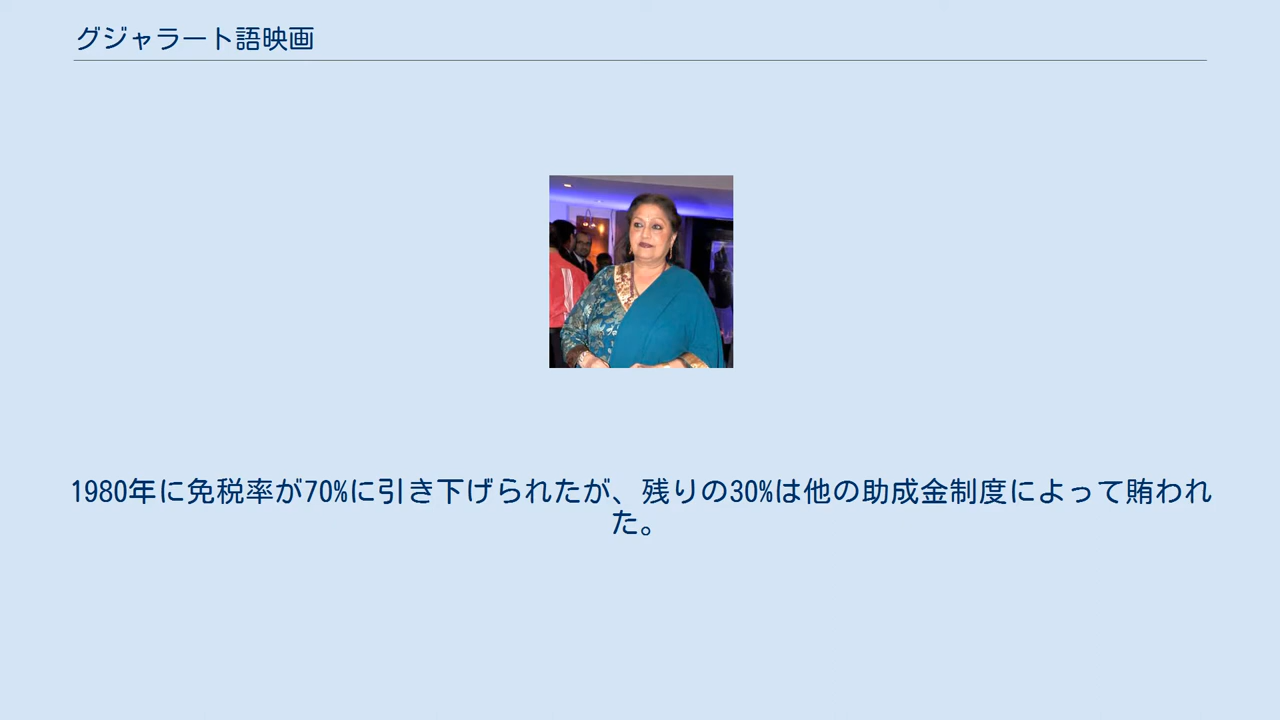 グジャラート語映画
1980年に免税率が70%に引き下げられたが、残りの30%は他の助成金制度によって賄われ
た。